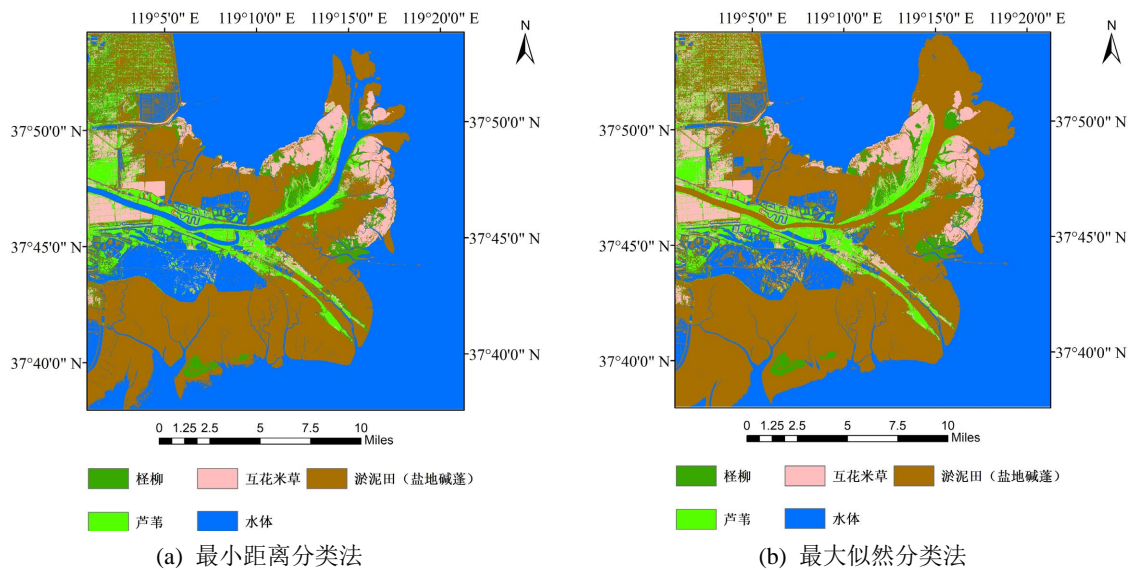 119°5'0" E 119°10'0" E 119°15'0" E
N
37°50'0" N
37°50'0" N
37°45'0" N
37°45'0" N
37°40'0" N
37°40'0" N
0 1.25 2.5 5 7.5 10
Miles
柽柳 互花米草 淤泥田（盐地碱蓬）
芦苇 水体
(a) 最小距离分类法
119°5'0" E 119°10'0" E 119°15'0" E 119°20'0" E
N
37°50'0" N
37°50'0" N
37°45'0" N
37°45'0" N
37°40'0" N
37°40'0" N
0 1.25 2.5 5 7.5 10
Miles
柽柳 互花米草 淤泥田（盐地碱蓬）
芦苇 水体
(b) 最大似然分类法